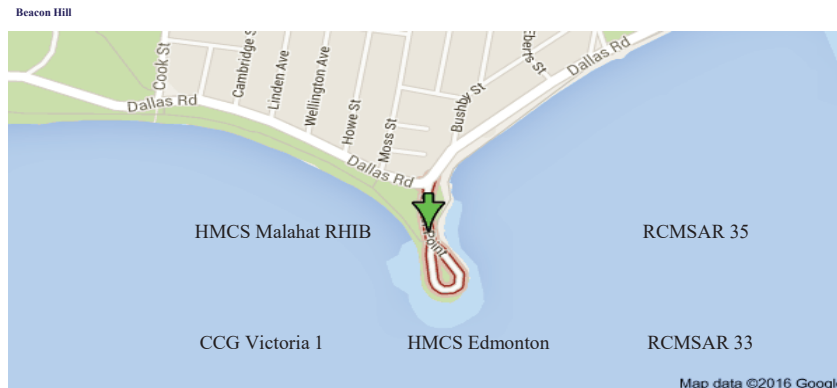 Beacon Hill
Cook St
Cambridge S
Linden Ave
Wellington Ave
Howe St
Moss St
Bushby St
berts St
Dallas Rd
Dallas Rd
Dallas Rd
Point
HMCS Malahat RHIB
RCMSAR 35
CCG Victoria 1
HMCS Edmonton
RCMSAR 33
Map data ©2016 Google